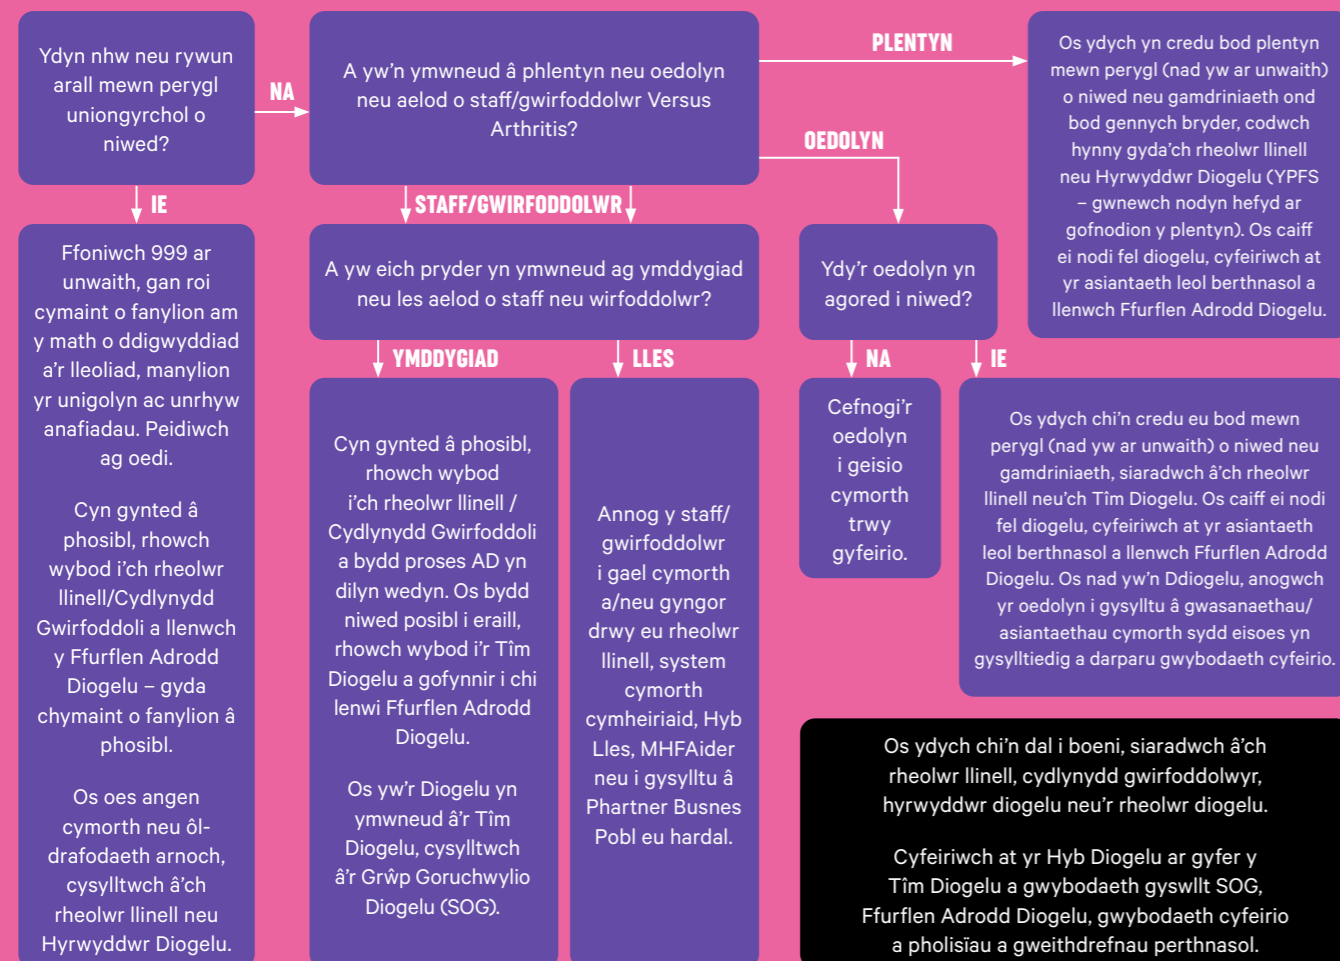 Ydyn nhw neu rywun
arall mewn perygl
uniongyrchol o
niwed?
NA
A yw'n ymwneud â phlentyn neu oedolyn
neu aelod o staff/gwirfoddolwr Versus
Arthritis?
PLENTYN
Os ydych yn credu bod plentyn
mewn perygl (nad yw ar unwaith)
o niwed neu gamdriniaeth ond
bod gennych bryder, codwch
hynny gyda'ch rheolwr llinell
neu Hyrwyddwr Diogelu (YPFS
– gwnewch nodyn hefyd ar
gofnodion y plentyn). Os caiff
ei nodi fel diogelu, cyfeiriwch at
yr asiantaeth leol berthnasol a
llenwch Ffurflen Adrodd Diogelu.
OEDOLYN
IE
STAFF/GWIRFODDOLWR
Ffoniwch 999 ar
unwaith, gan roi
cymaint o fanylion am
y math o ddigwyddiad
a'r lleoliad, manylion
yr unigolyn ac unrhyw
anafiadau. Peidiwch
ag oedi.
Cyn gynted â
phosibl, rhowch
wybod i'ch rheolwr
llinell/Cydlynydd
Gwirfoddoli a llenwch
y Ffurflen Adrodd
Diogelu – gyda
chymaint o fanylion â
phosibl.
Os oes angen
cymorth neu ôl-
drafodaeth arnoch,
cysylltwch â'ch
rheolwr llinell neu
Hyrwyddwr Diogelu.
A yw eich pryder yn ymwneud ag ymddygiad
neu les aelod o staff neu wirfoddolwr?
YMDDYGIAD
LLES
Cyn gynted â phosibl,
rhowch wybod
i'ch rheolwr llinell /
Cydlynydd Gwirfoddoli
a bydd proses AD yn
dilyn wedyn. Os bydd
niwed posibl i eraill,
rhowch wybod i'r Tîm
Diogelu a gofynnir i chi
lenwi Ffurflen Adrodd
Diogelu.
Os yw'r Diogelu yn
ymwneud â'r Tîm
Diogelu, cysylltwch
â'r Grŵp Goruchwylio
Diogelu (SOG).
Annog y staff/
gwirfoddolwr
i gael cymorth
a/neu gyngor
drwy eu rheolwr
llinell, system
cymorth
cymheiriaid, Hyb
Lles, MHFAider
neu i gysylltu â
Phartner Busnes
Pobl eu hardal.
Ydy'r oedolyn yn
agored i niwed?
NA
IE
Cefnogi'r
oedolyn
i geisio
cymorth
trwy
gyfeirio.
Os ydych chi'n credu eu bod mewn
perygl (nad yw ar unwaith) o niwed neu
gamdriniaeth, siaradwch â'ch rheolwr
llinell neu'ch Tîm Diogelu. Os caiff ei nodi
fel diogelu, cyfeiriwch at yr asiantaeth
leol berthnasol a llenwch Ffurflen Adrodd
Diogelu. Os nad yw'n Ddiogelu, anogwch
yr oedolyn i gysylltu â gwasanaethau/
asiantaethau cymorth sydd eisoes yn
gysylltiedig a darparu gwybodaeth cyfeirio.
Os ydych chi'n dal i boeni, siaradwch â'ch
rheolwr llinell, cydlynydd gwirfoddolwyr,
hyrwyddwr diogelu neu'r rheolwr diogelu.
Cyfeiriwch at yr Hyb Diogelu ar gyfer y
Tîm Diogelu a gwybodaeth gyswllt SOG,
Ffurflen Adrodd Diogelu, gwybodaeth cyfeirio
a pholisïau a gweithdrefnau perthnasol.